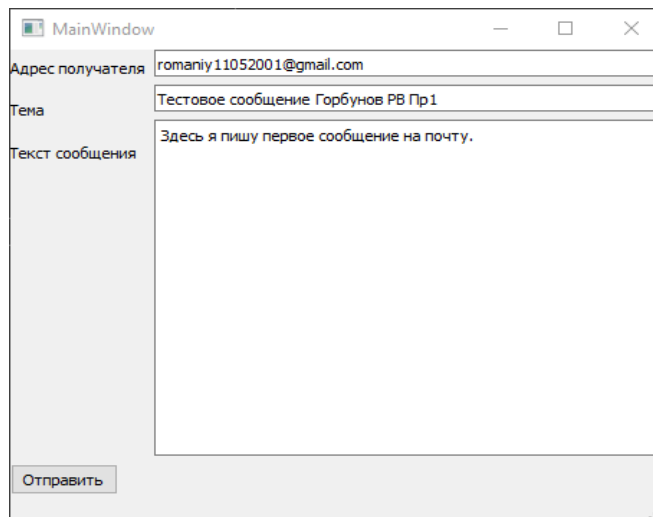 MainWindow
Адрес получателя romaniy11052001@gmail.com
Тема Тестовое сообщение Горбунов РВ Пр1
Текст сообщения Здесь я пишу первое сообщение на почту.
Отправить